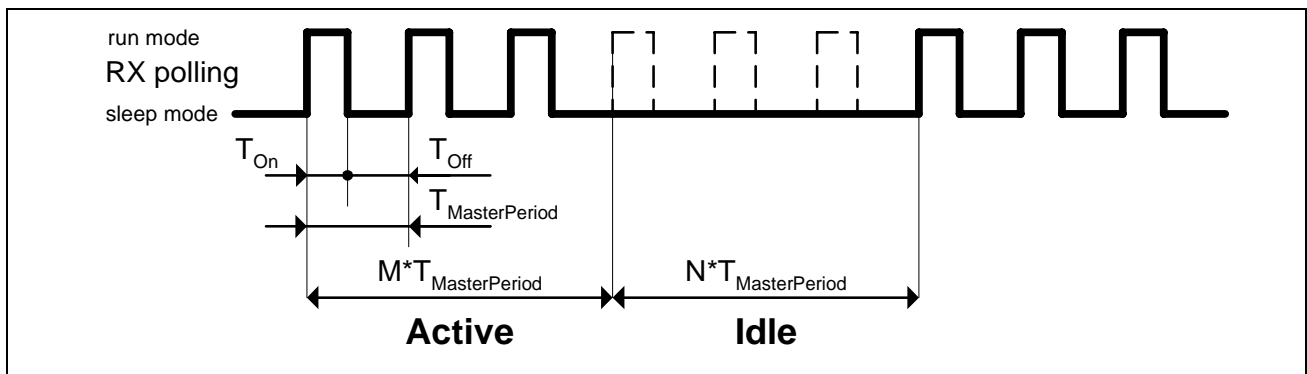 run mode
RX polling
sleep mode
T_On
T_Off
T_MasterPeriod
M*T_MasterPeriod
N*T_MasterPeriod
Active
Idle